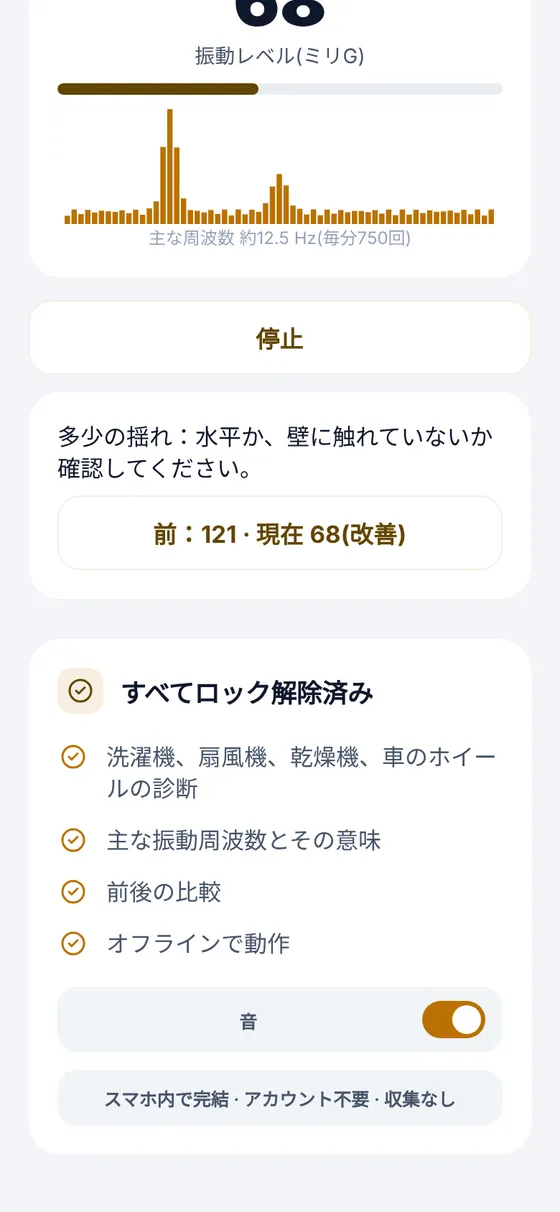 68
振動レベル(ミリG)
主な周波数 約12.5 Hz(毎分750回)
停止
多少の揺れ：水平か、壁に触れていないか
確認してください。
前：121 · 現在 68(改善)
すべてロック解除済み
洗濯機、扇風機、乾燥機、車のホイー
ルの診断
主な振動周波数とその意味
前後の比較
オフラインで動作
音
スマホ内で完結 · アカウント不要 · 収集なし